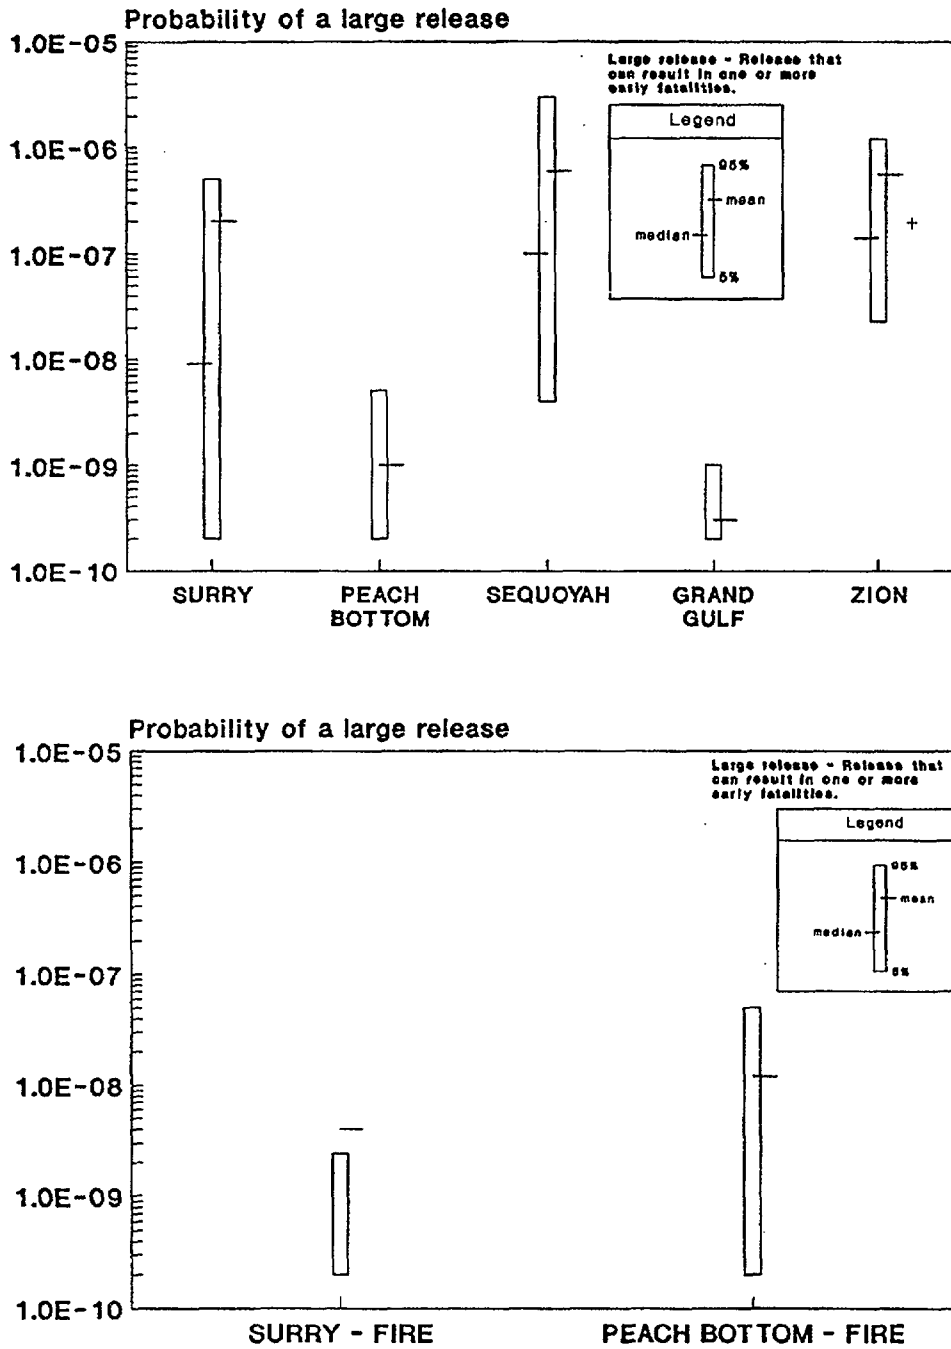 Probability of a large release
1.0E-05
1.0E-06
1.0E-07
1.0E-08
1.0E-09
1.0E-10
Large release - Release that
can result in one or more
early fatalities.
Legend
95%
mean
median
5%
+
SURRY
PEACH
BOTTOM
SEQUOYAH
GRAND
GULF
ZION
Probability of a large release
1.0E-05
1.0E-06
1.0E-07
1.0E-08
1.0E-09
1.0E-10
Large release - Release that
can result in one or more
early fatalities.
Legend
95%
mean
median
5%
SURRY - FIRE
PEACH BOTTOM - FIRE